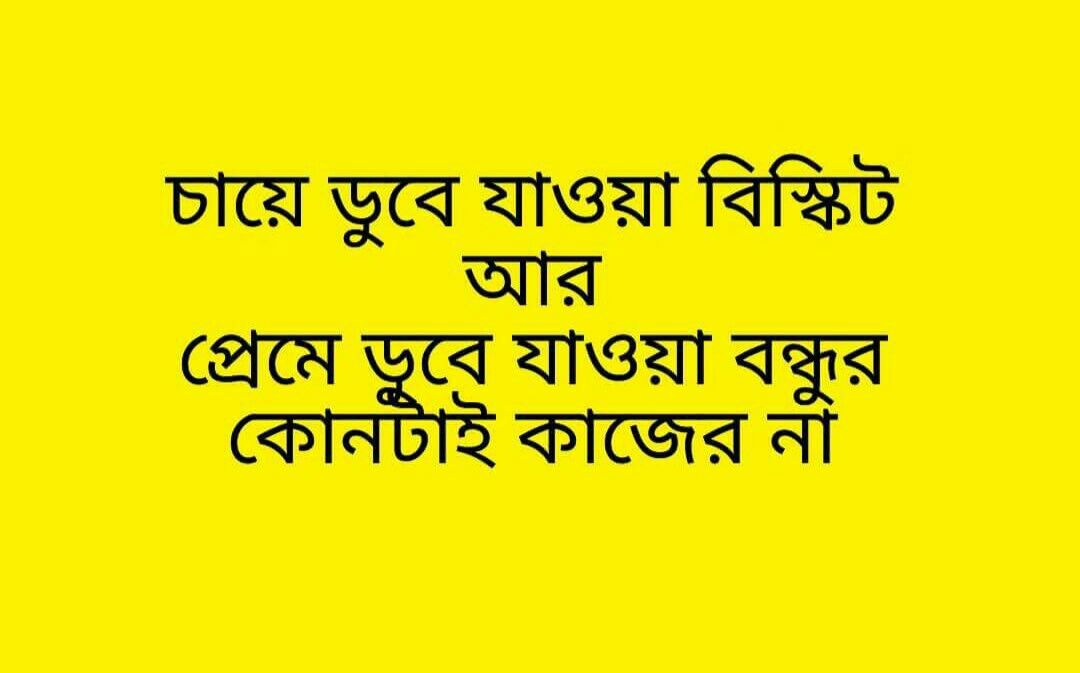 চায়ে ডুবে যাওয়া বিস্কিট
আর
প্রেমে ডুবে যাওয়া বন্ধুর
কোনটাই কাজের না